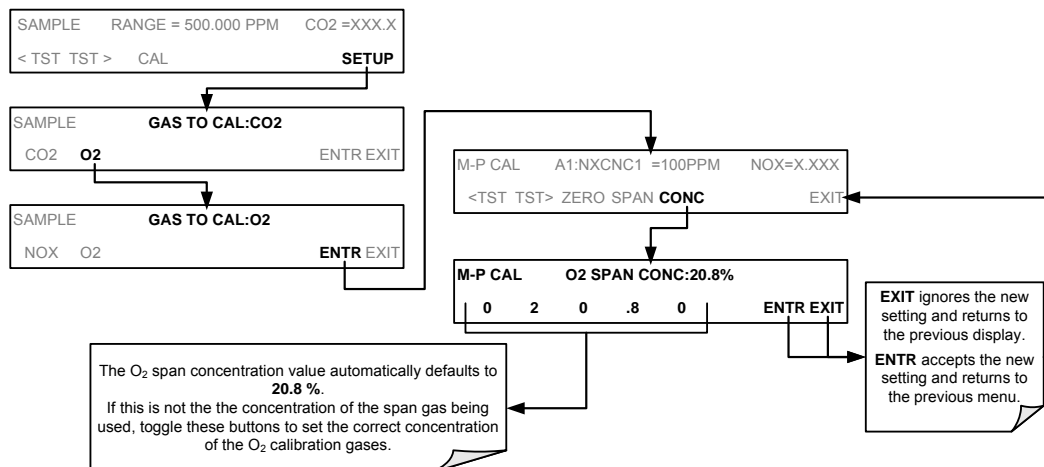 SAMPLE RANGE = 500.000 PPM CO2 =XXX.X
< TST TST > CAL SETUP
SAMPLE GAS TO CAL:CO2
CO2 O2 ENTR EXIT
SAMPLE GAS TO CAL:O2
NOX O2 ENTR EXIT
M-P CAL A1:NXCNC1 =100PPM NOX=X.XXX
<TST TST> ZERO SPAN CONC EXIT
M-P CAL O2 SPAN CONC:20.8%
0 2 0 .8 0 ENTR EXIT
EXIT ignores the new
setting and returns to
the previous display.
ENTR accepts the new
setting and returns to
the previous menu.
The O₂ span concentration value automatically defaults to
20.8 %.
If this is not the the concentration of the span gas being
used, toggle these buttons to set the correct concentration
of the O₂ calibration gases.